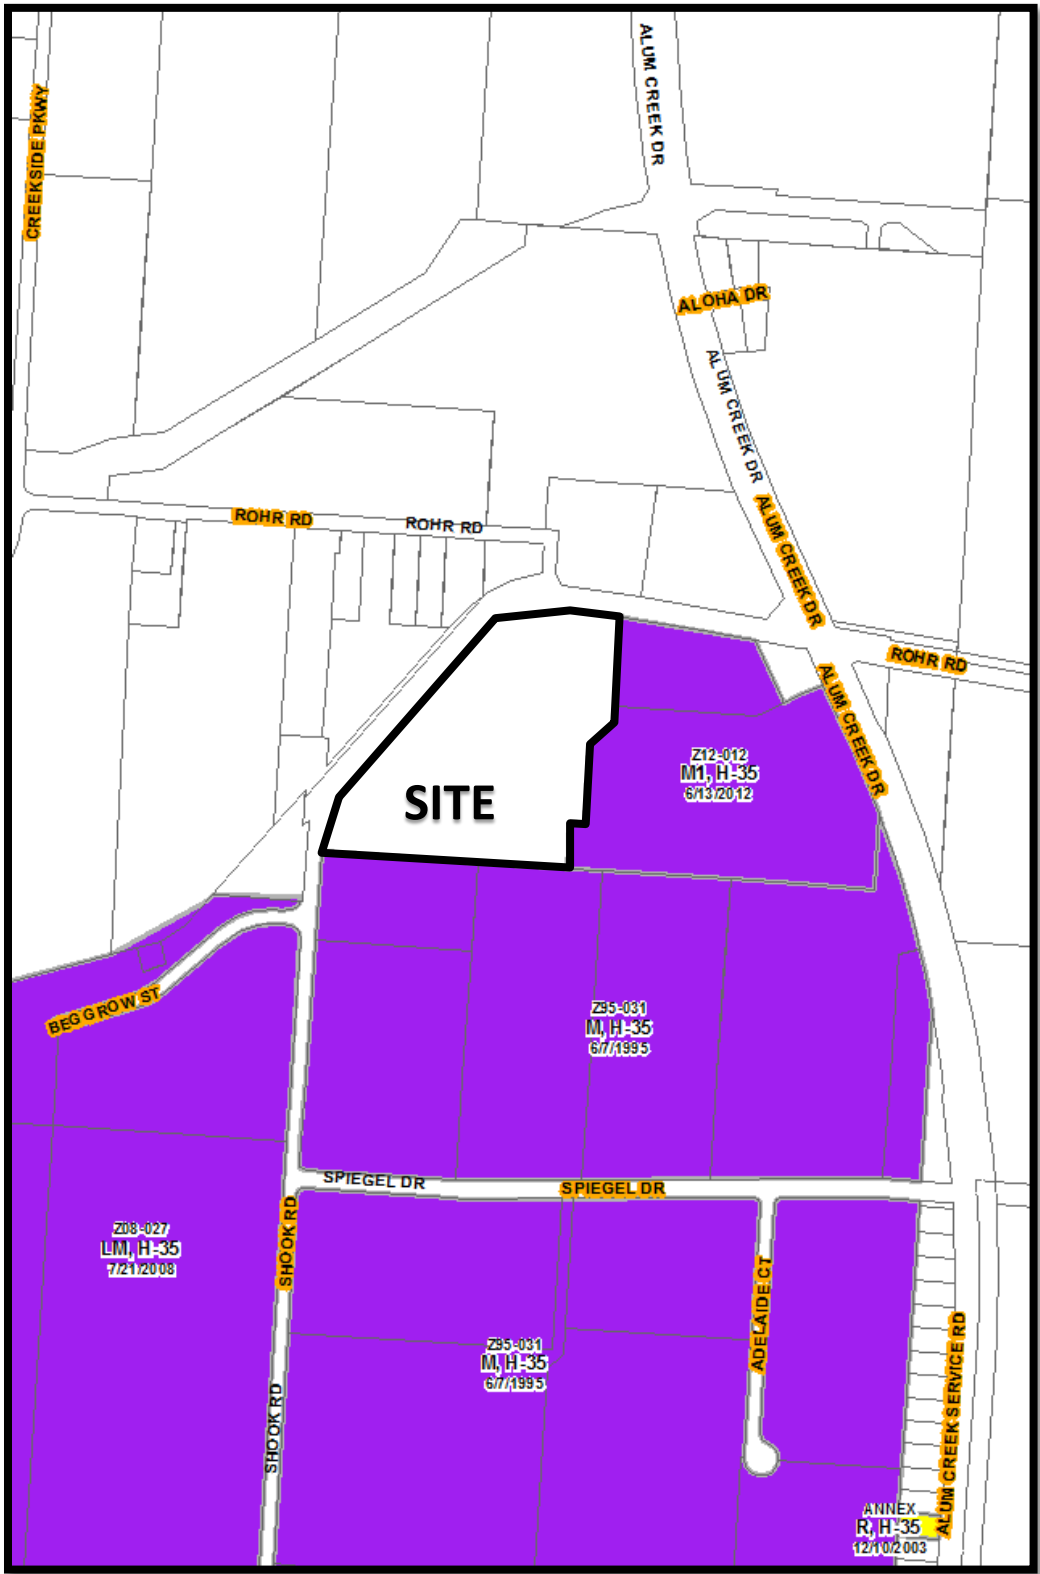 ALUM CREEK DR
CREEKSIDE PKWY
ALOHA DR
ALUM CREEK DR
ROHR RD
ROHR RD
ALUM CREEK DR
ROHR RD
ALUM CREEK DR
Z12-012
M1, H-35
6/13/2012
SITE
BEGGROW ST
Z95-031
M, H-35
6/7/1995
SPIEGEL DR
SPIEGEL DR
SHOOK RD
Z08-027
LM, H-35
7/21/2008
ADELAIDE CT
Z95-031
M, H-35
6/7/1995
SHOOK RD
ALUM CREEK SERVICE RD
ANNEX
R, H-35
12/10/2003